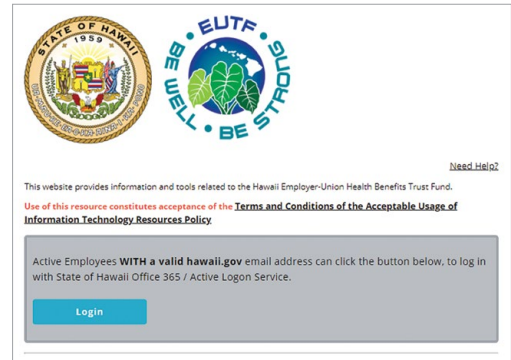 STATE OF HAWAII
1959
EUTF
BE WELL • BE STRONG
Need Help?
This website provides information and tools related to the Hawaii Employer-Union Health Benefits Trust Fund.
Use of this resource constitutes acceptance of the Terms and Conditions of the Acceptable Usage of
Information Technology Resources Policy
Active Employees WITH a valid hawaii.gov email address can click the button below, to log in
with State of Hawaii Office 365 / Active Logon Service.
Login